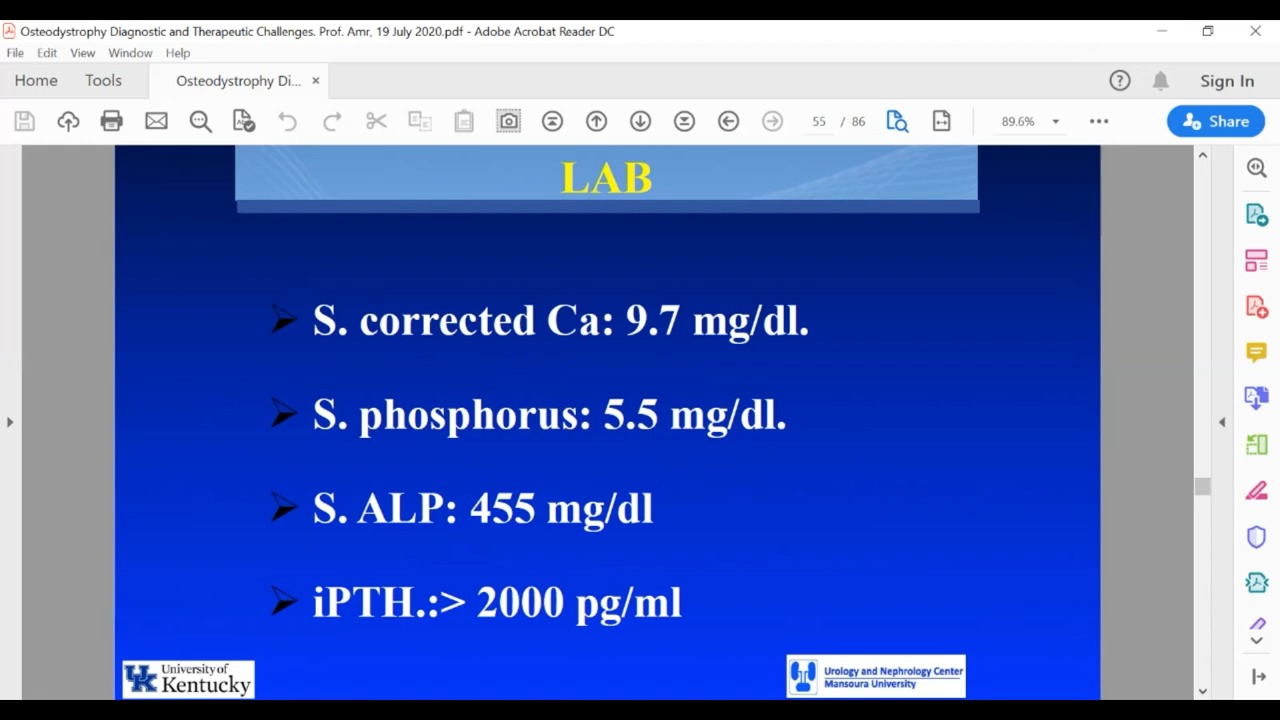 Osteodystrophy Diagnostic and Therapeutic Challenges. Prof. Amr, 19 July 2020.pdf - Adobe Acrobat Reader DC
File Edit View Window Help
Home Tools Osteodystrophy Di... × Sign In
55 / 86 89.6% Share
LAB
S. corrected Ca: 9.7 mg/dl.
S. phosphorus: 5.5 mg/dl.
S. ALP: 455 mg/dl
iPTH.:> 2000 pg/ml
UK University of Kentucky
Urology and Nephrology Center
Mansoura University